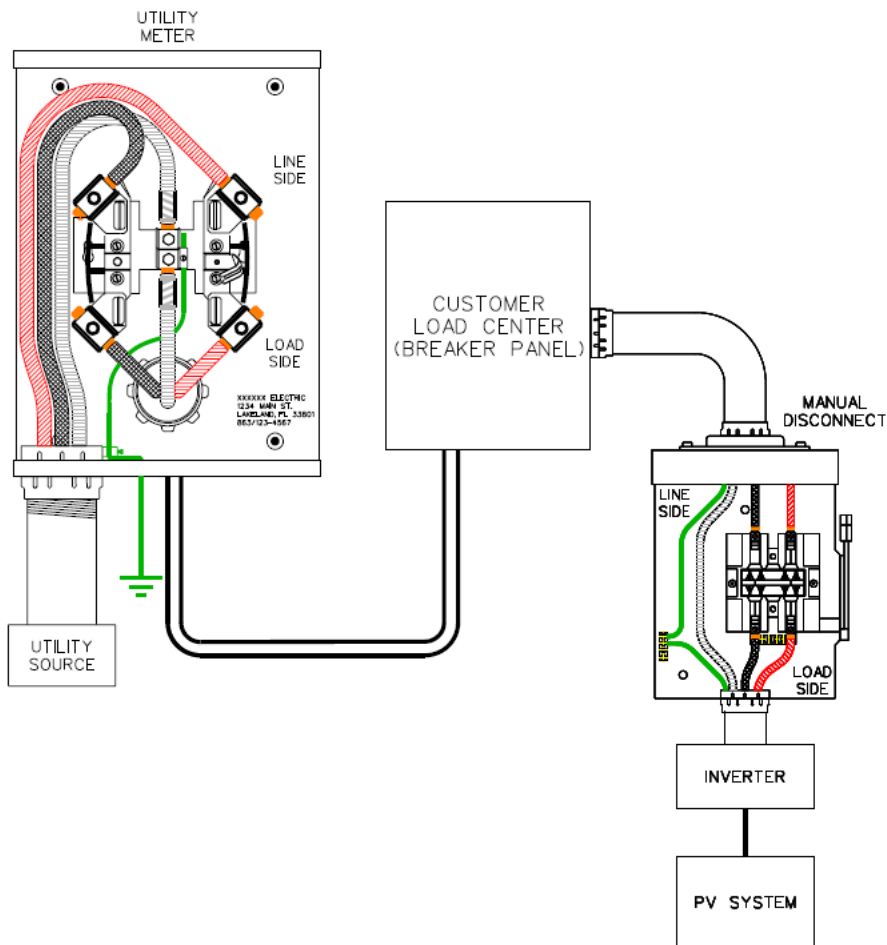 UTILITY
METER
LINE
SIDE
LOAD
SIDE
XXXXXX ELECTRIC
1234 MAIN ST.
LAKELAND, FL 33801
863/123-4567
UTILITY
SOURCE
CUSTOMER
LOAD CENTER
(BREAKER PANEL)
MANUAL
DISCONNECT
LINE
SIDE
LOAD
SIDE
INVERTER
PV SYSTEM